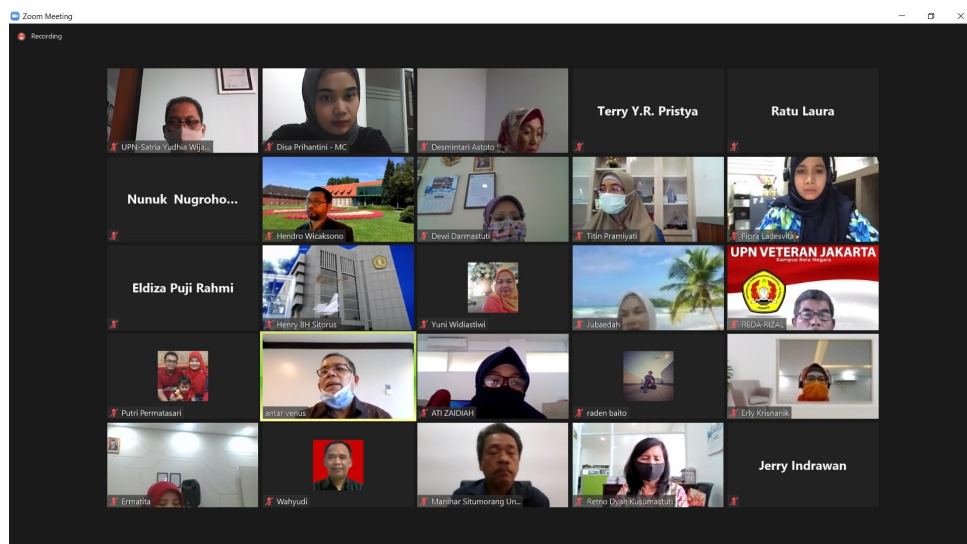 Zoom Meeting
Recording
UPN-Satria Yudhia Wija...
Disa Prihantini - MC
Desmintari Astoto
Terry Y.R. Pristya
Ratu Laura
Nunuk Nugroho...
Hendro Wicaksono
Dewi Darmastuti
Titin Pramiyati
Fiora Ladesvita
Eldiza Puji Rahmi
Henry BH Sitorus
Yuni Widiastiwi
Jubaedah
UPN VETERAN JAKARTA
Kampus Bela Negara
REDA RIZAL
Putri Permatasari
antar venus
ATI ZAIDIAH
raden baito
Erly Krisnanik
Ermatita
Wahyudi
Manihar Situmorang Un...
Retno Dyah Kusumastuti
Jerry Indrawan